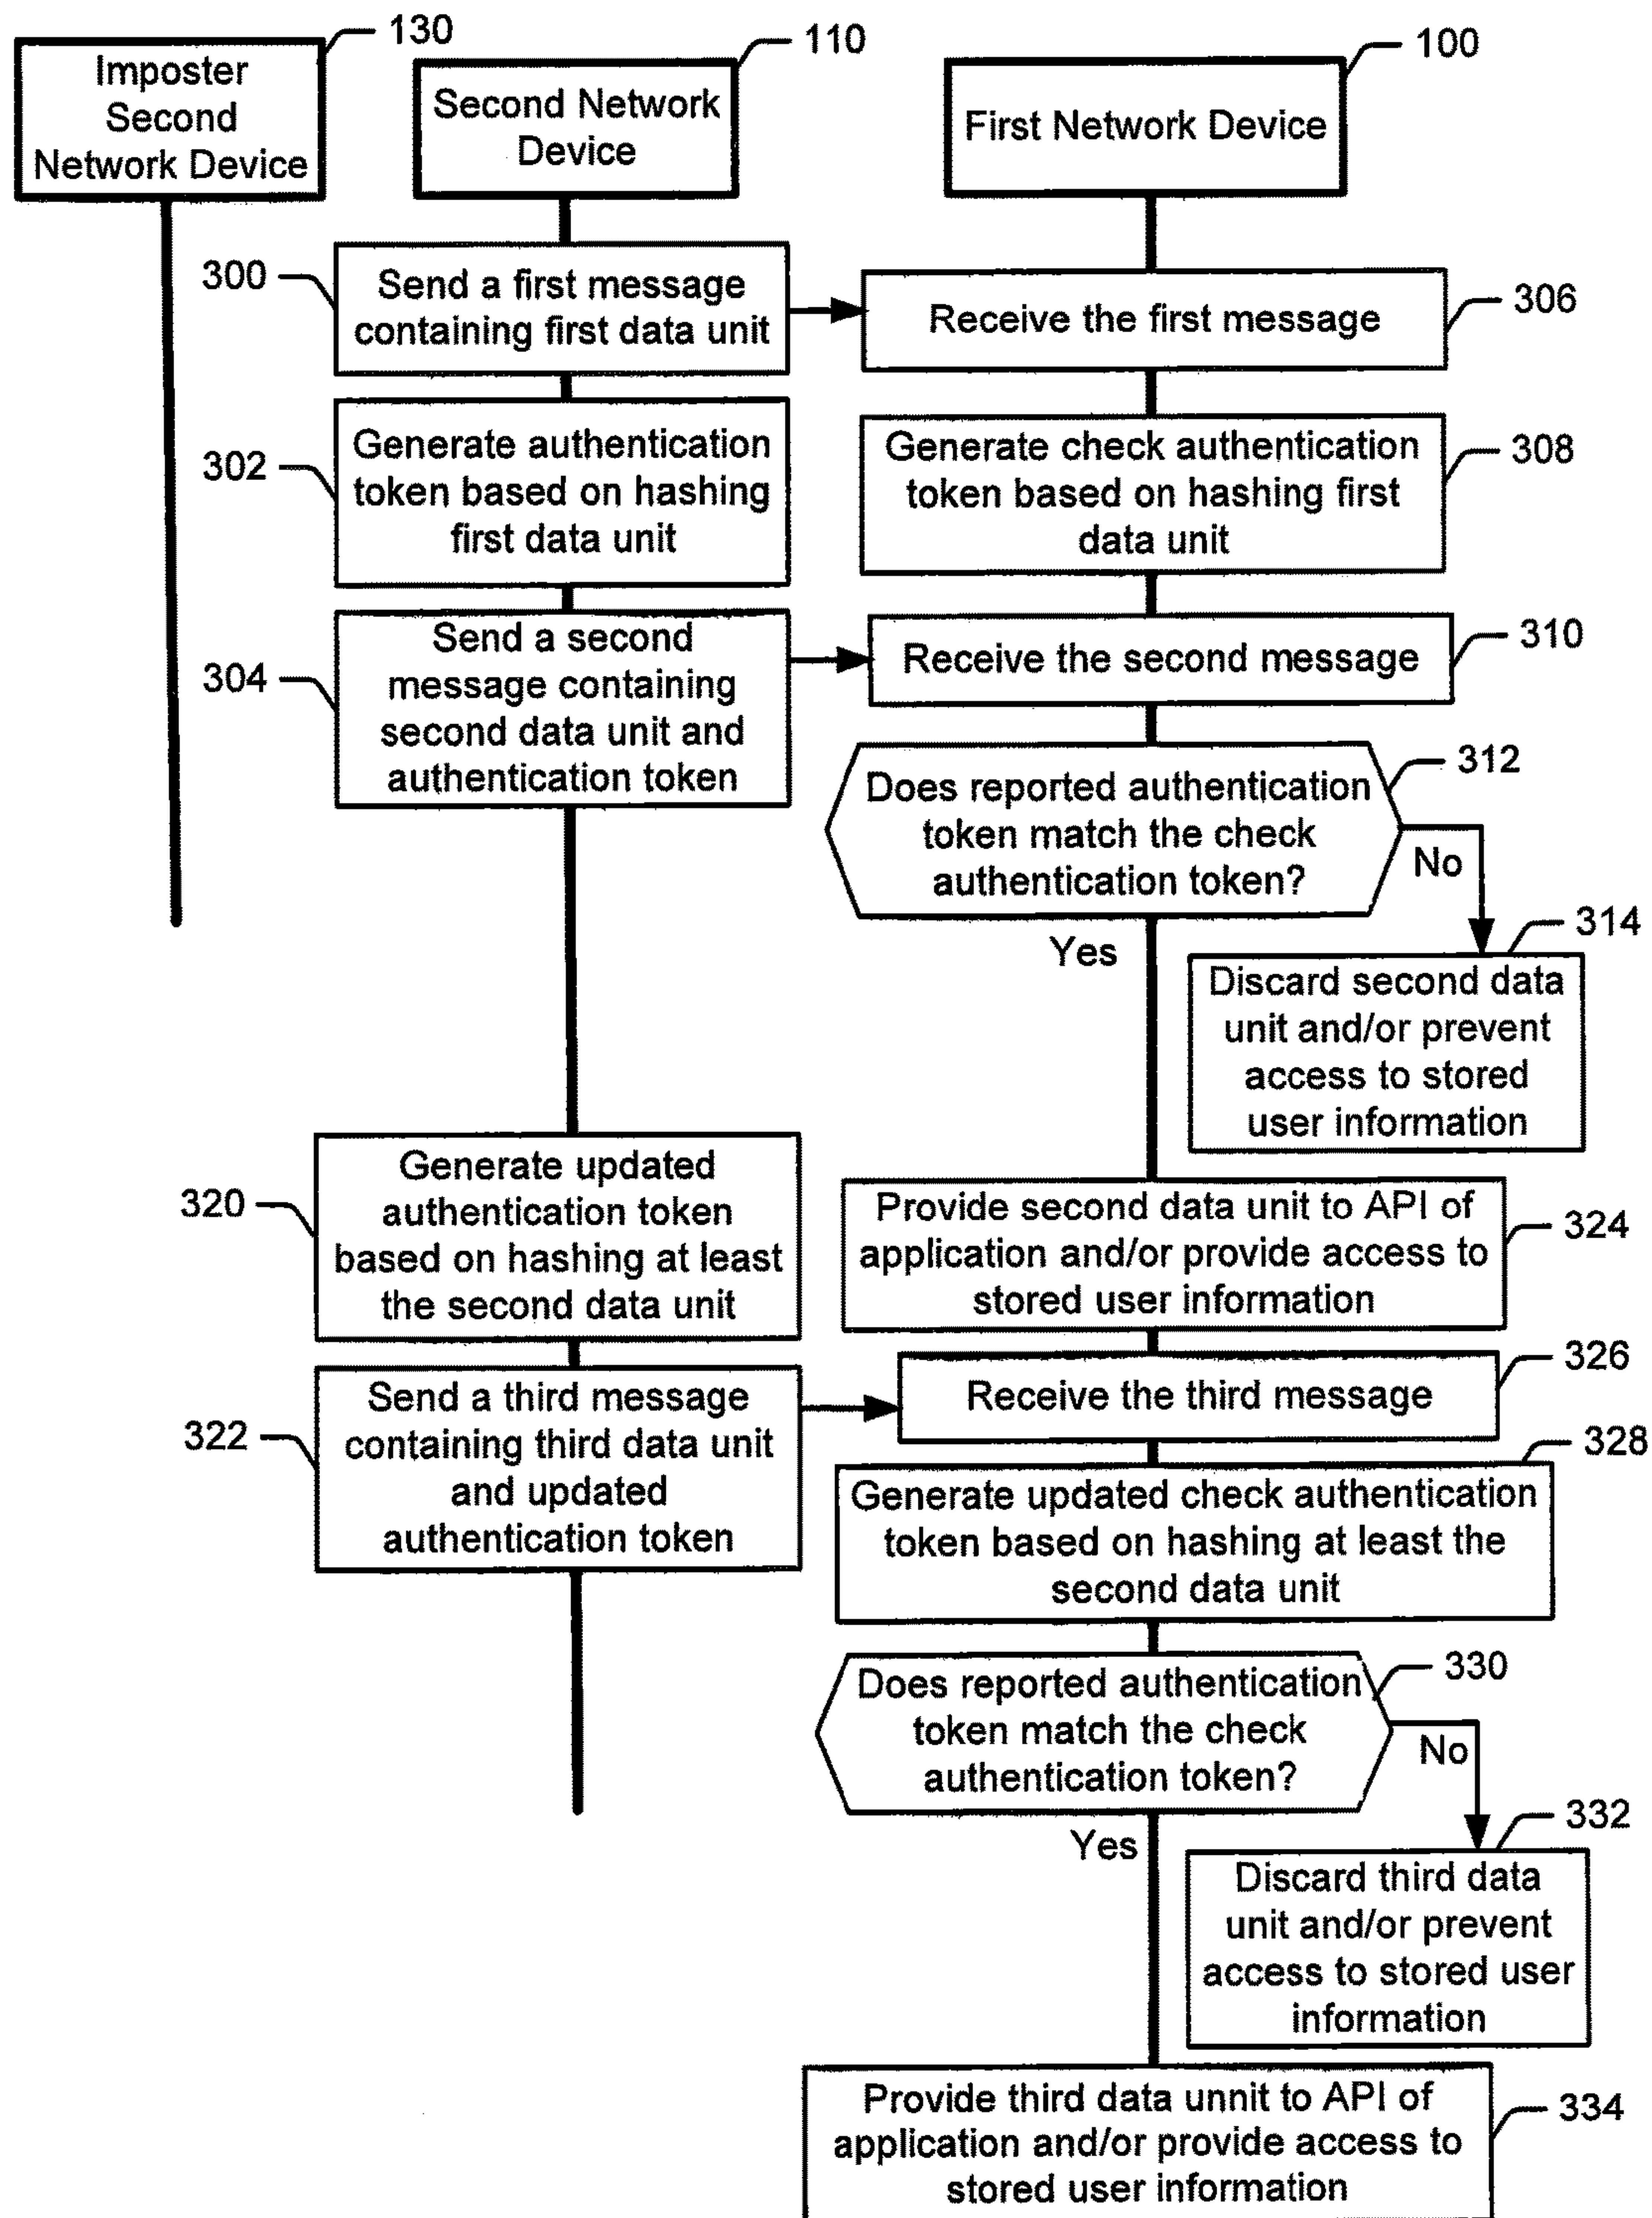 130
Imposter
Second
Network Device
110
Second Network
Device
100
First Network Device
300
Send a first message
containing first data unit
306
Receive the first message
302
Generate authentication
token based on hashing
first data unit
308
Generate check authentication
token based on hashing first
data unit
304
Send a second
message containing
second data unit and
authentication token
310
Receive the second message
312
Does reported authentication
token match the check
authentication token?
No
Yes
314
Discard second data
unit and/or prevent
access to stored
user information
320
Generate updated
authentication token
based on hashing at least
the second data unit
324
Provide second data unit to API of
application and/or provide access to
stored user information
322
Send a third message
containing third data unit
and updated
authentication token
326
Receive the third message
328
Generate updated check authentication
token based on hashing at least the
second data unit
330
Does reported authentication
token match the check
authentication token?
No
Yes
332
Discard third data
unit and/or prevent
access to stored user
information
334
Provide third data unnit to API of
application and/or provide access to
stored user information